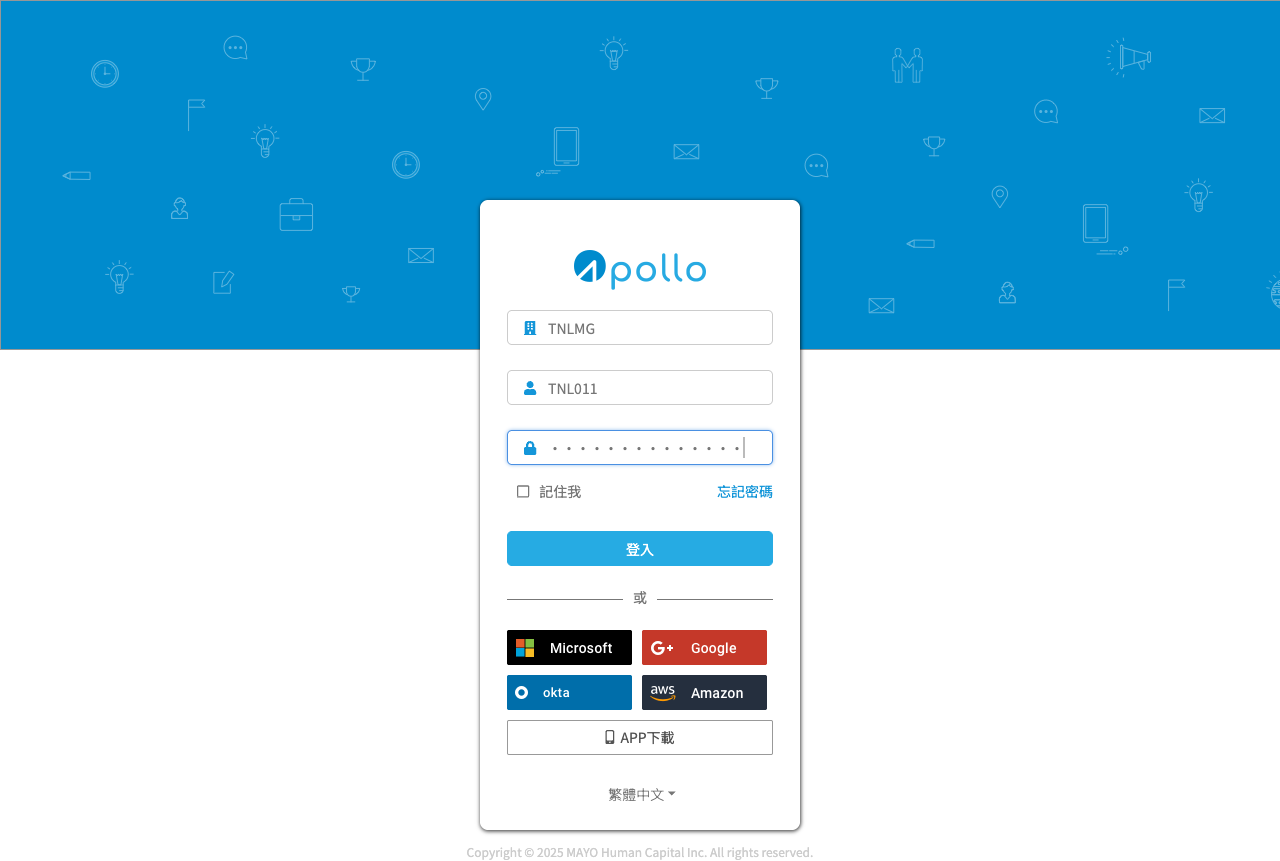 Apollo
TNLMG
TNL011
••••••••••••••
記住我
忘記密碼
登入
或
Microsoft
G+ Google
okta
aws Amazon
APP下載
繁體中文
Copyright © 2025 MAYO Human Capital Inc. All rights reserved.